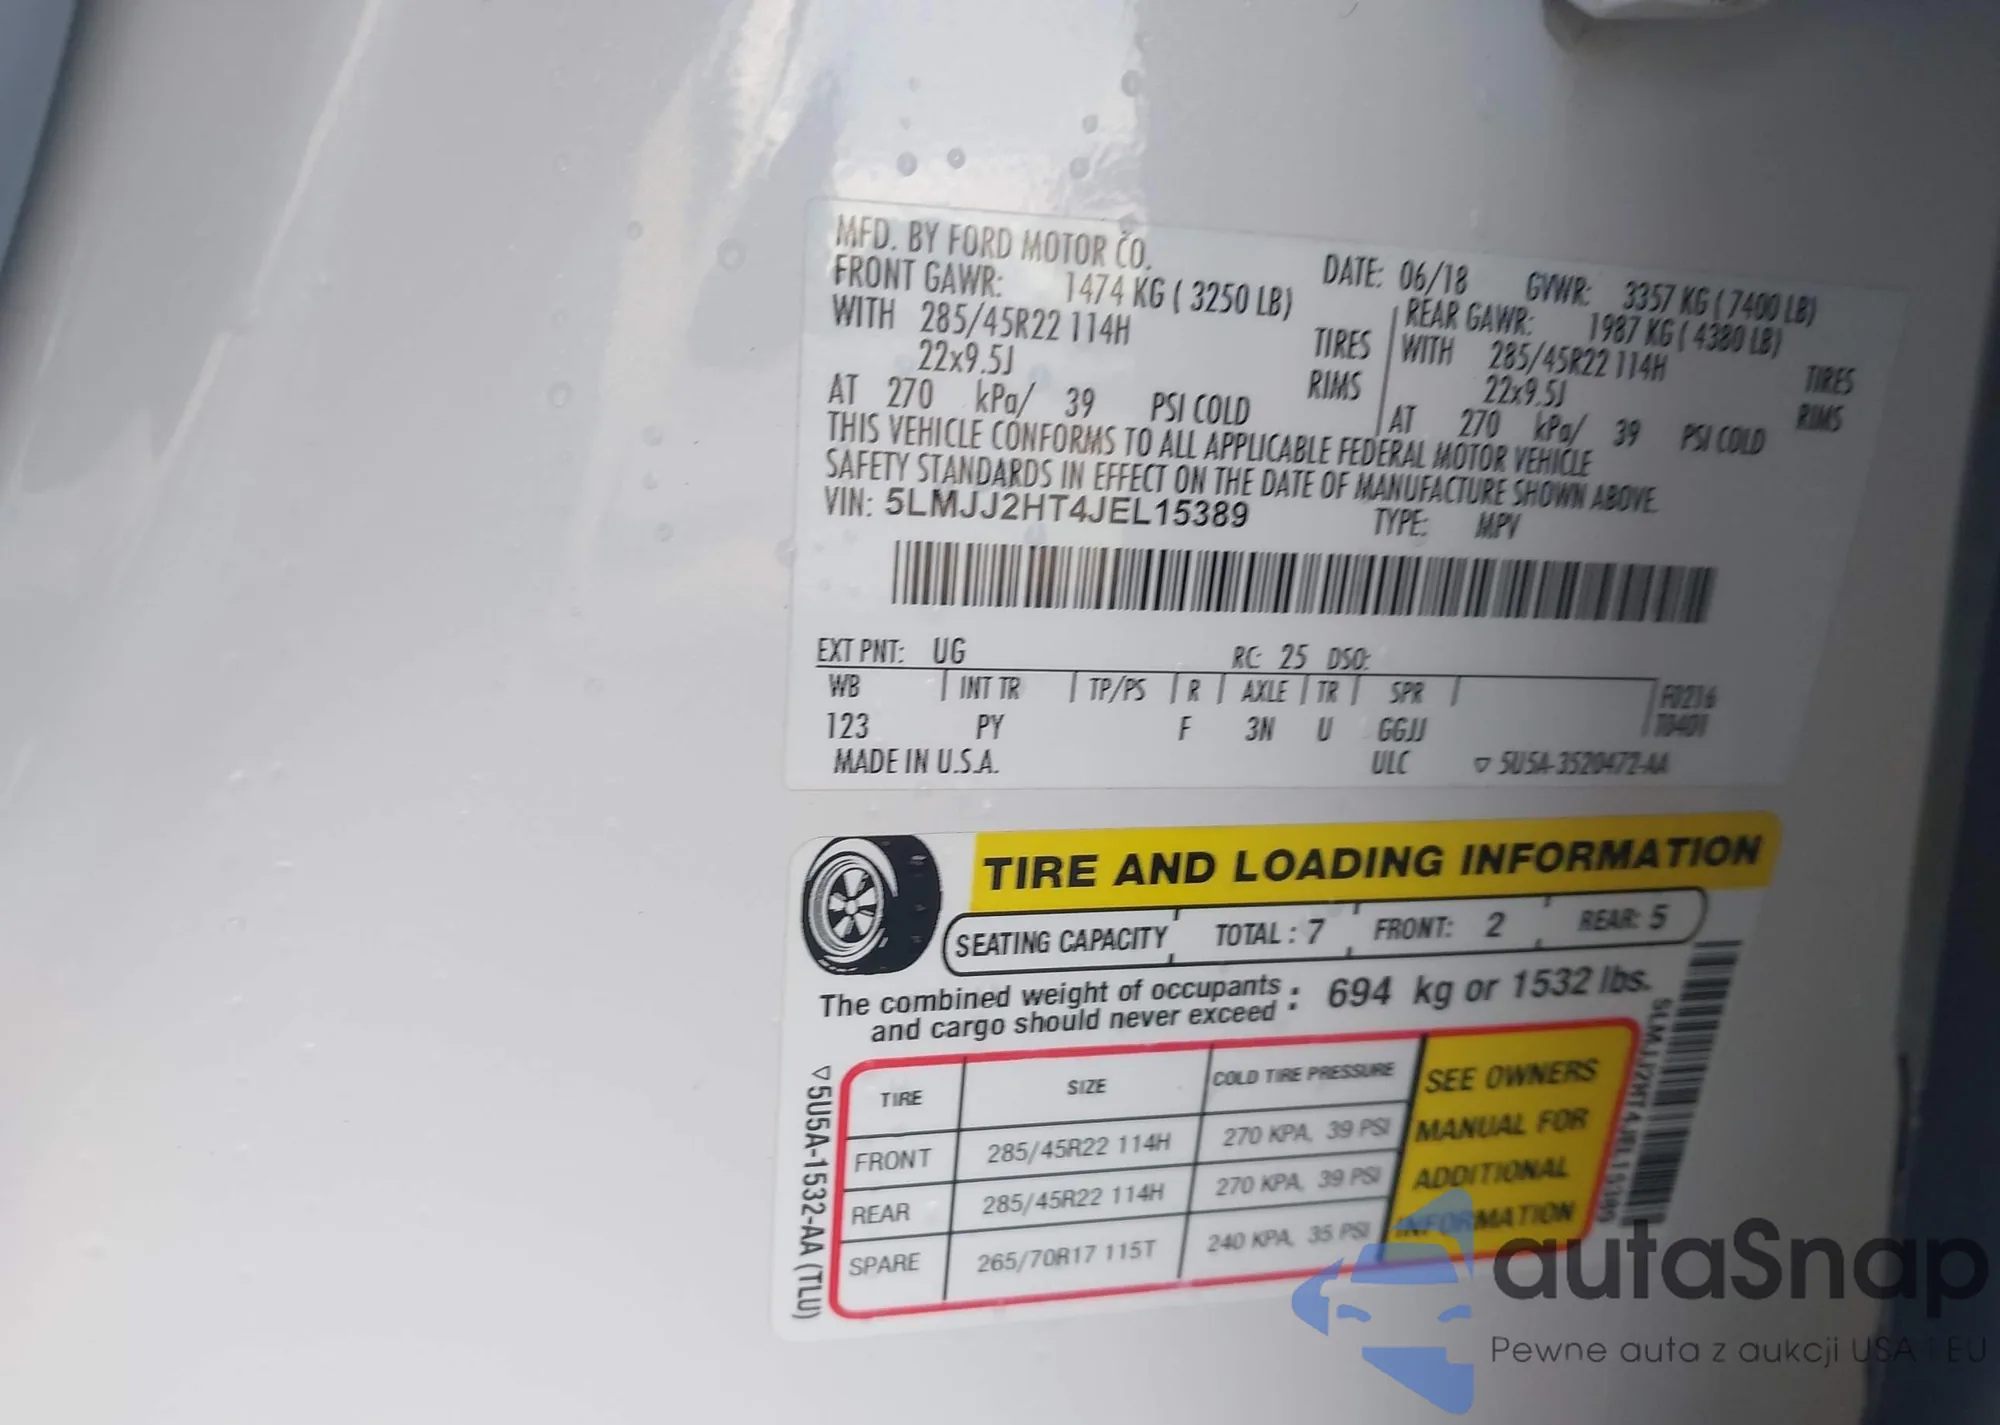 MFD. BY FORD MOTOR CO.
DATE: 06/18 GVWR: 3357 KG ( 7400 LB)
FRONT GAWR: 1474 KG ( 3250 LB)
REAR GAWR: 1987 KG ( 4380 LB)
WITH 285/45R22 114H TIRES
WITH 285/45R22 114H TIRES
22x9.5J RIMS
22x9.5J RIMS
AT 270 kPa/ 39 PSI COLD
AT 270 kPa/ 39 PSI COLD
THIS VEHICLE CONFORMS TO ALL APPLICABLE FEDERAL MOTOR VEHICLE
SAFETY STANDARDS IN EFFECT ON THE DATE OF MANUFACTURE SHOWN ABOVE.
VIN: 5LMJJ2HT4JEL15389 TYPE: MPV
EXT PNT: UG RC: 25 DSO:
WB INT TR TP/PS R AXLE TR SPR F0216
123 PY F 3N U GGJJ T0401
MADE IN U.S.A. ULC ▽ 5U5A-3520472-AA
TIRE AND LOADING INFORMATION
SEATING CAPACITY TOTAL : 7 FRONT: 2 REAR: 5
The combined weight of occupants
and cargo should never exceed : 694 kg or 1532 lbs.
TIRE SIZE COLD TIRE PRESSURE
FRONT 285/45R22 114H 270 KPA, 39 PSI
REAR 285/45R22 114H 270 KPA, 39 PSI
SPARE 265/70R17 115T 240 KPA, 35 PSI
SEE OWNERS
MANUAL FOR
ADDITIONAL
INFORMATION
▽5U5A-1532-AA (TLU)
5LMJJ2HT4JEL15389
autaSnap
Pewne auta z aukcji USA i EU